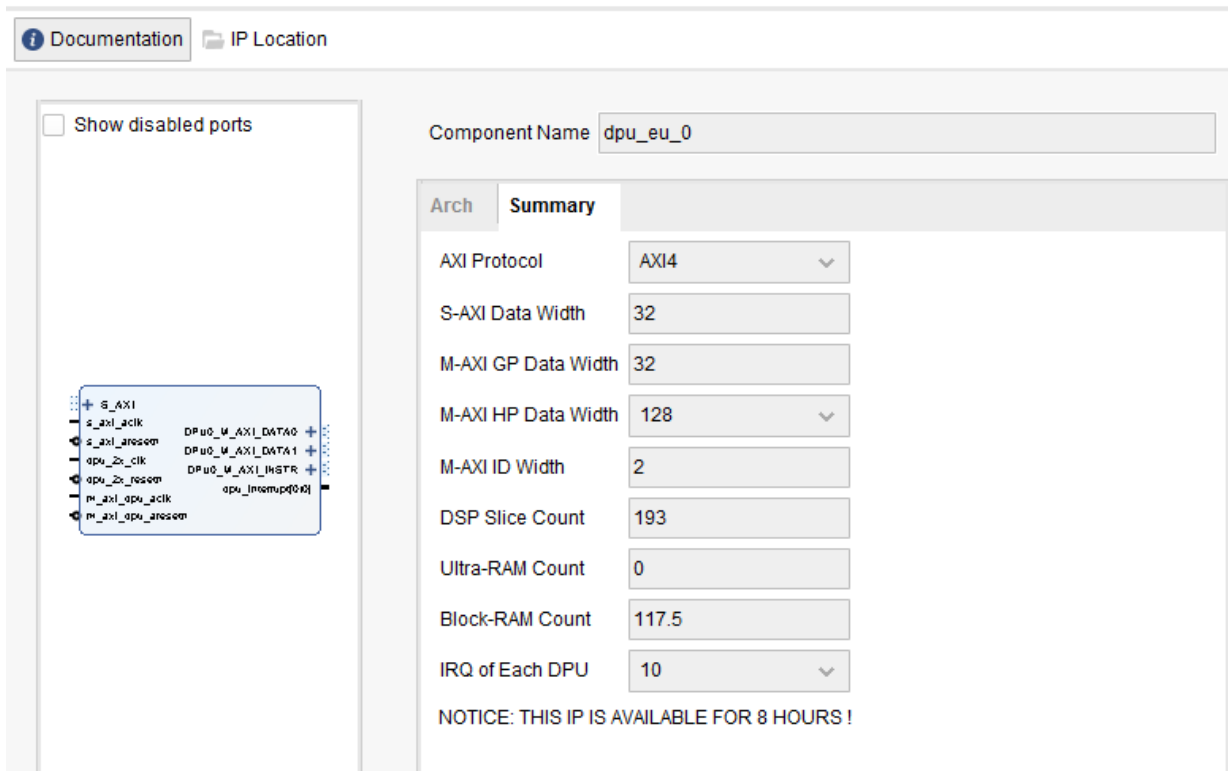 Documentation IP Location
Show disabled ports
S_AXI
s_axi_aclk
s_axi_aresetn
dpu_2x_clk
dpu_2x_resetn
m_axi_dpu_aclk
m_axi_dpu_aresetn
DPU0_M_AXI_DATA0
DPU0_M_AXI_DATA1
DPU0_M_AXI_INSTR
dpu_interrupt[0:0]
Component Name dpu_eu_0
Arch Summary
AXI Protocol AXI4
S-AXI Data Width 32
M-AXI GP Data Width 32
M-AXI HP Data Width 128
M-AXI ID Width 2
DSP Slice Count 193
Ultra-RAM Count 0
Block-RAM Count 117.5
IRQ of Each DPU 10
NOTICE: THIS IP IS AVAILABLE FOR 8 HOURS !